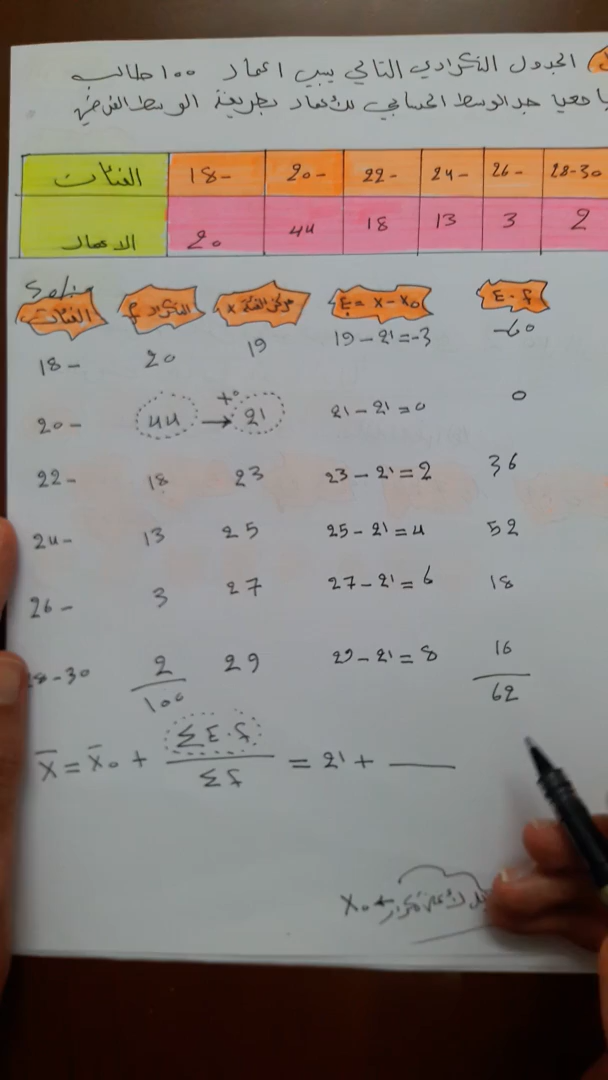 الجدول التكراري التالي يبين اعمار ١٠٠ طالب
جامعيا جد الوسط الحسابي للأعمار بطريقة الوسط الفرضي
الفئات 18- 20- 22- 24- 26- 28-30
الاعمار 20 44 18 13 3 2
الفئات التكرار f مركز الفئة x Ɛ = x - x₀ Ɛ.f
18- 20 19 19 - 21 = -3 -60
20- 44 → x₀ 21 21 - 21 = 0 0
22- 18 23 23 - 21 = 2 36
24- 13 25 25 - 21 = 4 52
26- 3 27 27 - 21 = 6 18
28-30 2 29 29 - 21 = 8 16
100 62
x̄ = x̄₀ + ΣƐ.f / Σf = 21 + ___
x₀ ←